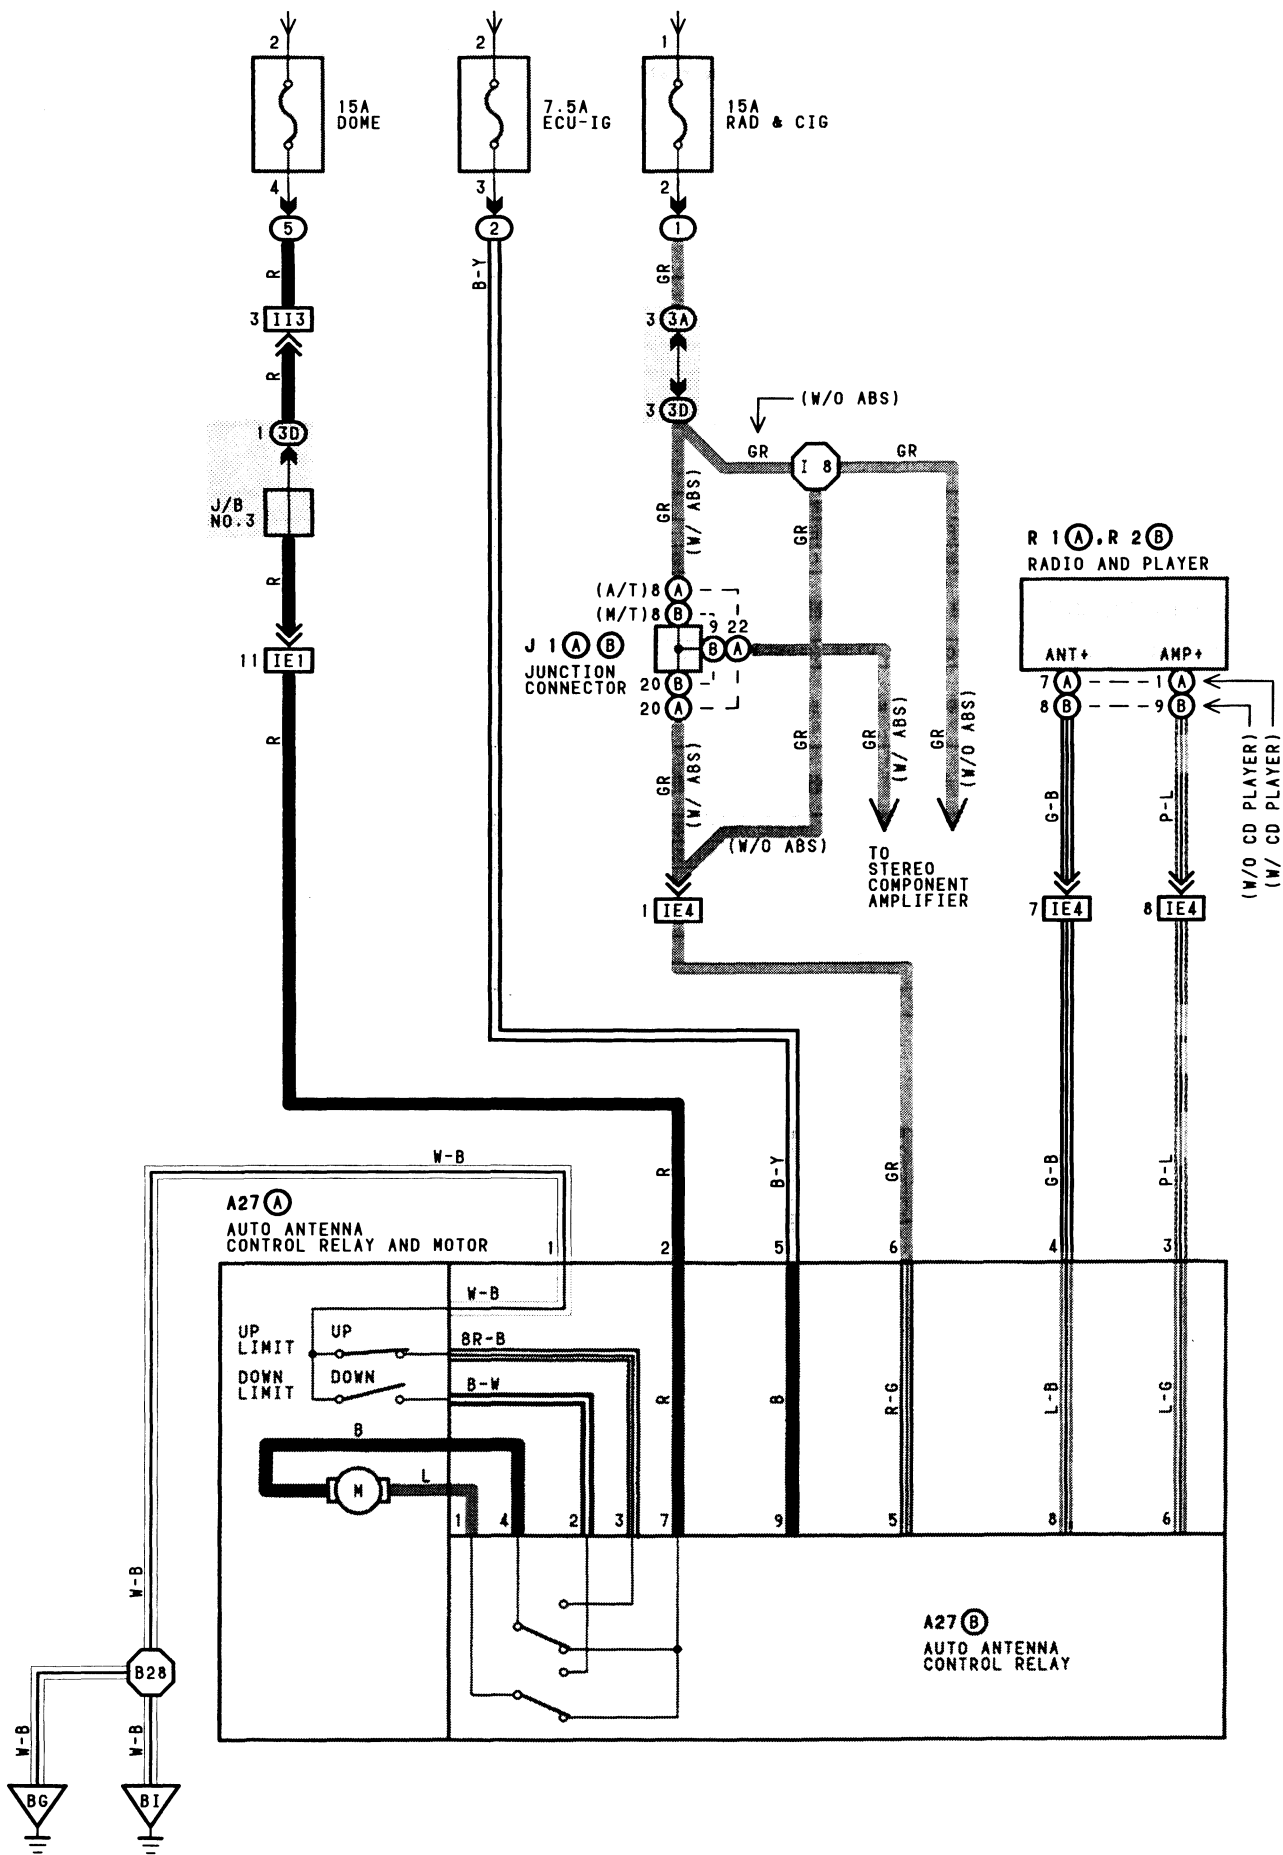 2
2
1
15A
DOME
7.5A
ECU-IG
15A
RAD & CIG
4
3
2
5
2
1
R
B-Y
GR
3 II3
3 3A
R
3 3D
(W/O ABS)
1 3D
GR
I 8
GR
J/B
NO.3
GR
(W/ ABS)
GR
R 1 A, R 2 B
RADIO AND PLAYER
R
(A/T) 8 A
(M/T) 8 B
9 22
B A
J 1 A B
JUNCTION
CONNECTOR
20 B
20 A
ANT+
AMP+
7 A
1 A
8 B
9 B
11 IE1
R
GR
(W/ ABS)
GR
GR
(W/ ABS)
GR
(W/O ABS)
(W/O CD PLAYER)
(W/ CD PLAYER)
G-B
P-L
(W/O ABS)
TO
STEREO
COMPONENT
AMPLIFIER
1 IE4
7 IE4
8 IE4
W-B
R
B-Y
GR
G-B
P-L
A27 A
AUTO ANTENNA
CONTROL RELAY AND MOTOR
1
2
5
6
4
3
W-B
UP
LIMIT
UP
BR-B
DOWN
LIMIT
DOWN
B-W
R
B
R-G
L-B
L-G
B
M
L
1
4
2
3
7
9
5
8
6
W-B
A27 B
AUTO ANTENNA
CONTROL RELAY
B28
W-B
W-B
BG
BI